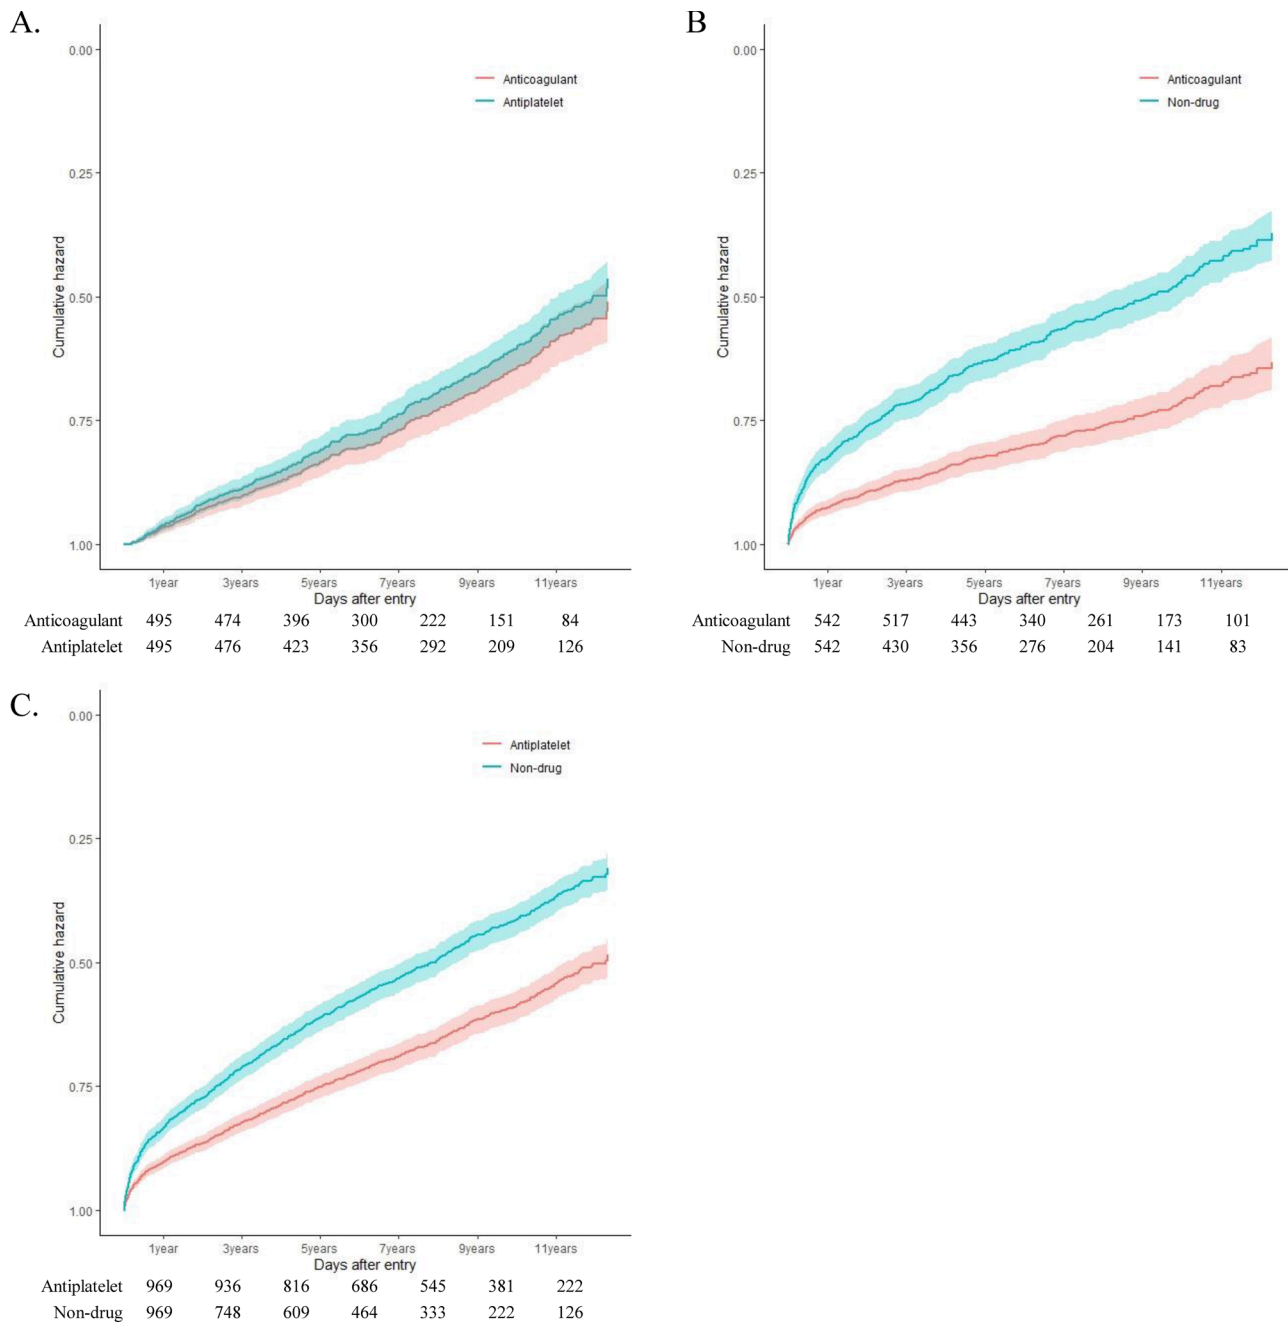 A.
0.00
0.25
0.50
0.75
1.00
Cumulative hazard
Anticoagulant
Antiplatelet
1year 3years 5years 7years 9years 11years
Days after entry
Anticoagulant 495 474 396 300 222 151 84
Antiplatelet 495 476 423 356 292 209 126
B
0.00
0.25
0.50
0.75
1.00
Cumulative hazard
Anticoagulant
Non-drug
1year 3years 5years 7years 9years 11years
Days after entry
Anticoagulant 542 517 443 340 261 173 101
Non-drug 542 430 356 276 204 141 83
C.
0.00
0.25
0.50
0.75
1.00
Cumulative hazard
Antiplatelet
Non-drug
1year 3years 5years 7years 9years 11years
Days after entry
Antiplatelet 969 936 816 686 545 381 222
Non-drug 969 748 609 464 333 222 126